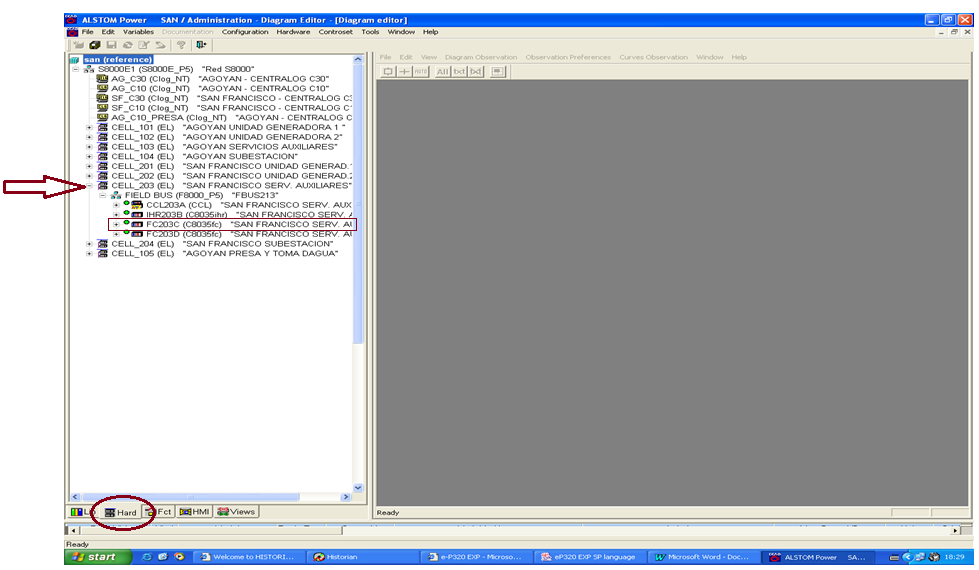 ALSTOM Power SAN / Administration - Diagram Editor - [Diagram editor]
File Edit Variables Documentation Configuration Hardware Controset Tools Window Help
san (reference)
S8000E1 (S8000E_P5) "Red S8000"
AG_C30 (Clog_NT) "AGOYAN - CENTRALOG C30"
AG_C10 (Clog_NT) "AGOYAN - CENTRALOG C10"
SF_C30 (Clog_NT) "SAN FRANCISCO - CENTRALOG C3
SF_C10 (Clog_NT) "SAN FRANCISCO - CENTRALOG C
AG_C10_PRESA (Clog_NT) "AGOYAN - CENTRALOG C
CELL_101 (EL) "AGOYAN UNIDAD GENERADORA 1 "
CELL_102 (EL) "AGOYAN UNIDAD GENERADORA 2"
CELL_103 (EL) "AGOYAN SERVICIOS AUXILIARES"
CELL_104 (EL) "AGOYAN SUBESTACION"
CELL_201 (EL) "SAN FRANCISCO UNIDAD GENERAD.
CELL_202 (EL) "SAN FRANCISCO UNIDAD GENERAD.
CELL_203 (EL) "SAN FRANCISCO SERV. AUXILIARES"
FIELD BUS (F8000_P5) "FBUS213"
CCL203A (CCL) "SAN FRANCISCO SERV. AUX
IHR203B (C8035ihr) "SAN FRANCISCO SERV. A
FC203C (C8035fc) "SAN FRANCISCO SERV. AU
FC203D (C8035fc) "SAN FRANCISCO SERV. AU
CELL_204 (EL) "SAN FRANCISCO SUBESTACION"
CELL_105 (EL) "AGOYAN PRESA Y TOMA DAGUA"
File Edit View Diagram Observation Observation Preferences Curves Observation Window Help
All txt bd
Hard Fct HMI Views
Ready
Ready
start Welcome to HISTORI... Historian e-P320 EXP - Microso... eP320 EXP SP language Microsoft Word - Doc... ALSTOM Power SA... 18:29